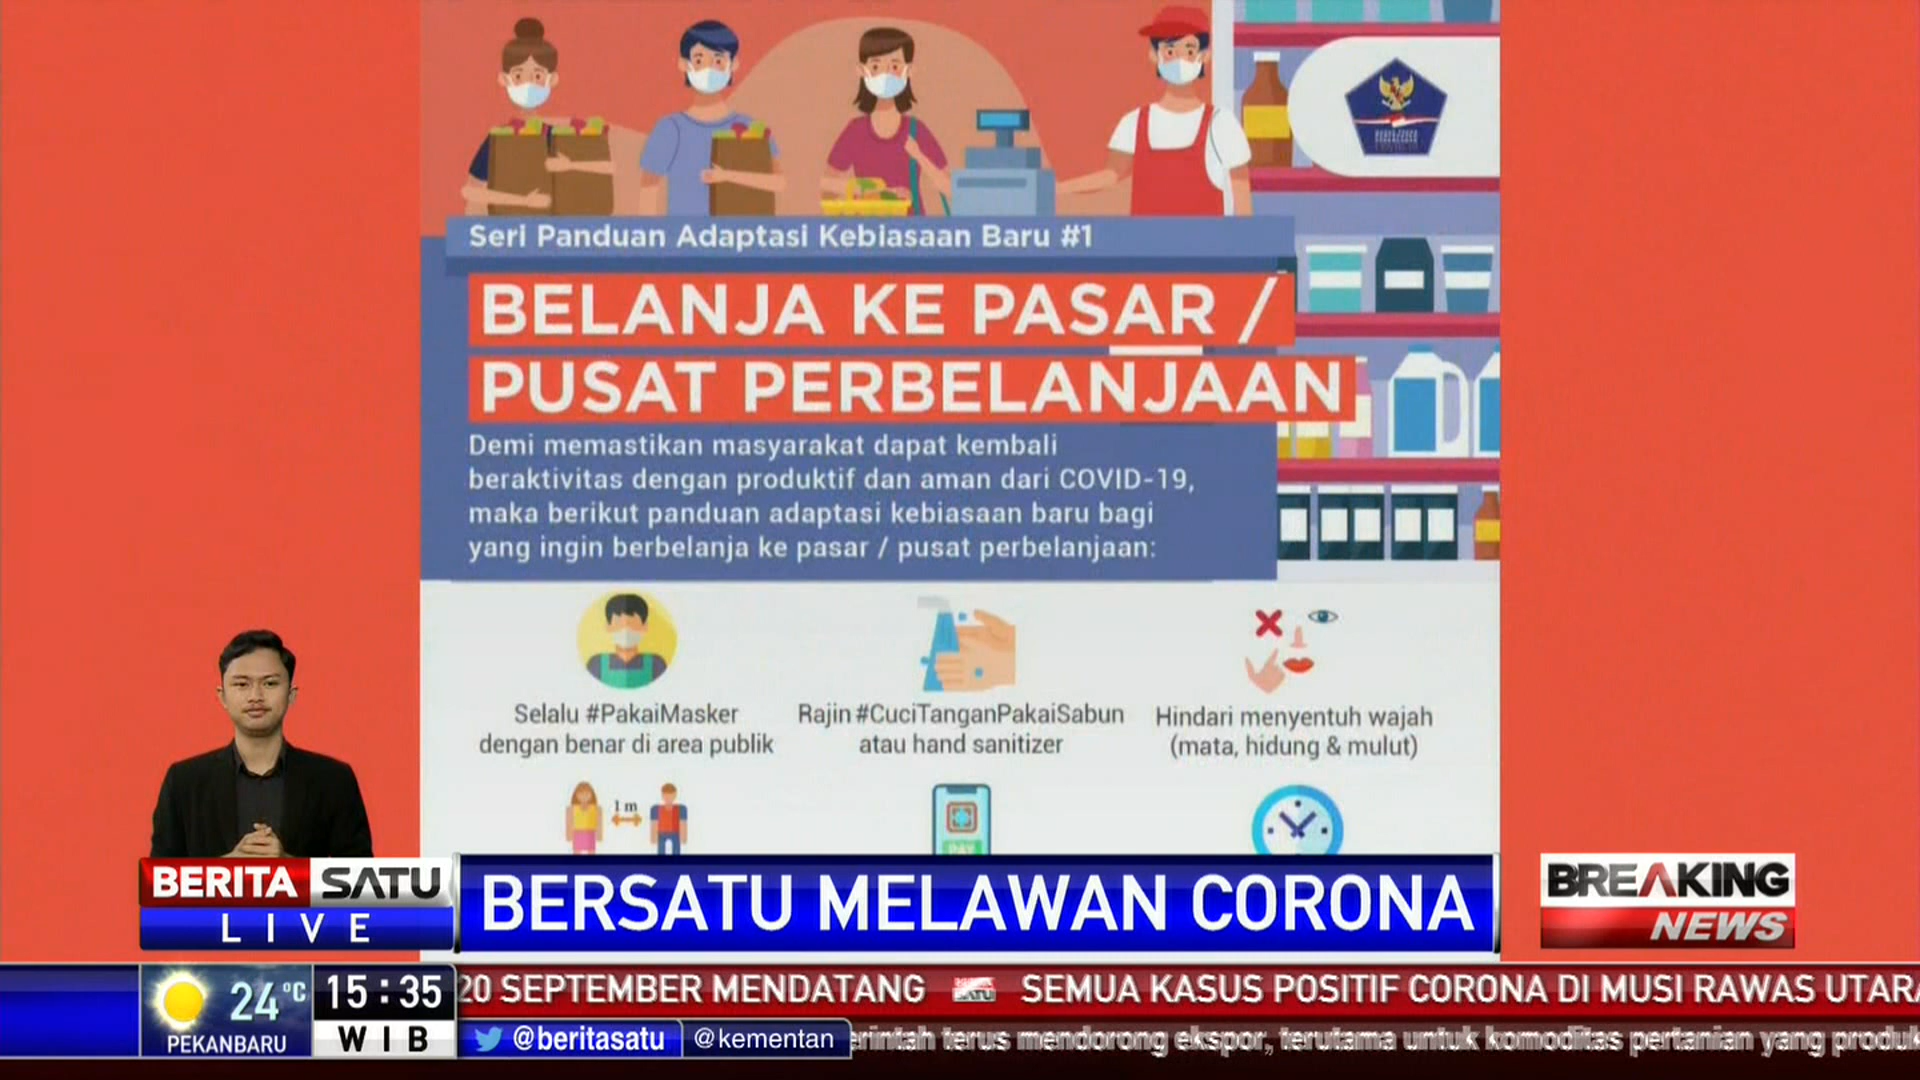 Seri Panduan Adaptasi Kebiasaan Baru #1
BELANJA KE PASAR /
PUSAT PERBELANJAAN
Demi memastikan masyarakat dapat kembali
beraktivitas dengan produktif dan aman dari COVID-19,
maka berikut panduan adaptasi kebiasaan baru bagi
yang ingin berbelanja ke pasar / pusat perbelanjaan:
Selalu #PakaiMasker
dengan benar di area publik
Rajin #CuciTanganPakaiSabun
atau hand sanitizer
Hindari menyentuh wajah
(mata, hidung & mulut)
1 m
PAY
BERITA SATU
LIVE
BERSATU MELAWAN CORONA
BREAKING
NEWS
24°C
PEKANBARU
15:35
WIB
20 SEPTEMBER MENDATANG SEMUA KASUS POSITIF CORONA DI MUSI RAWAS UTARA
@beritasatu @kementan terus mendorong ekspor, terutama untuk komoditas pertanian yang